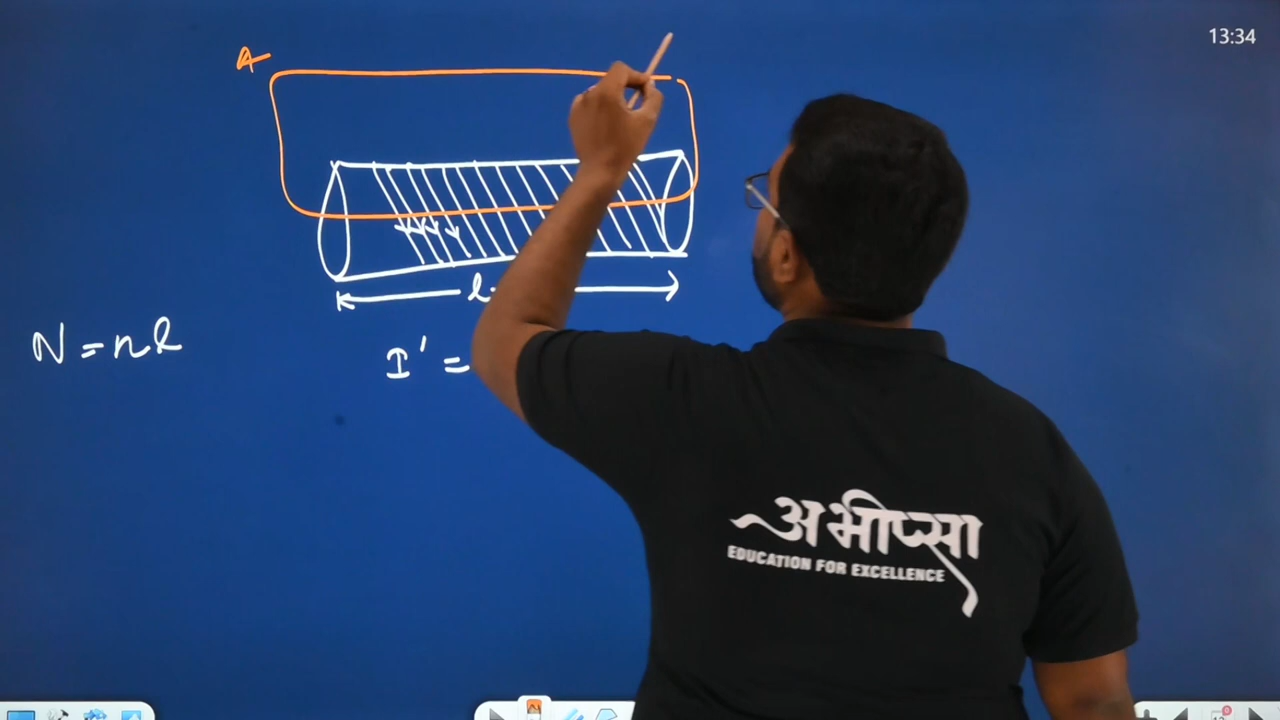 13:34
A
l
N = nl
I' =
अभीप्सा
EDUCATION FOR EXCELLENCE